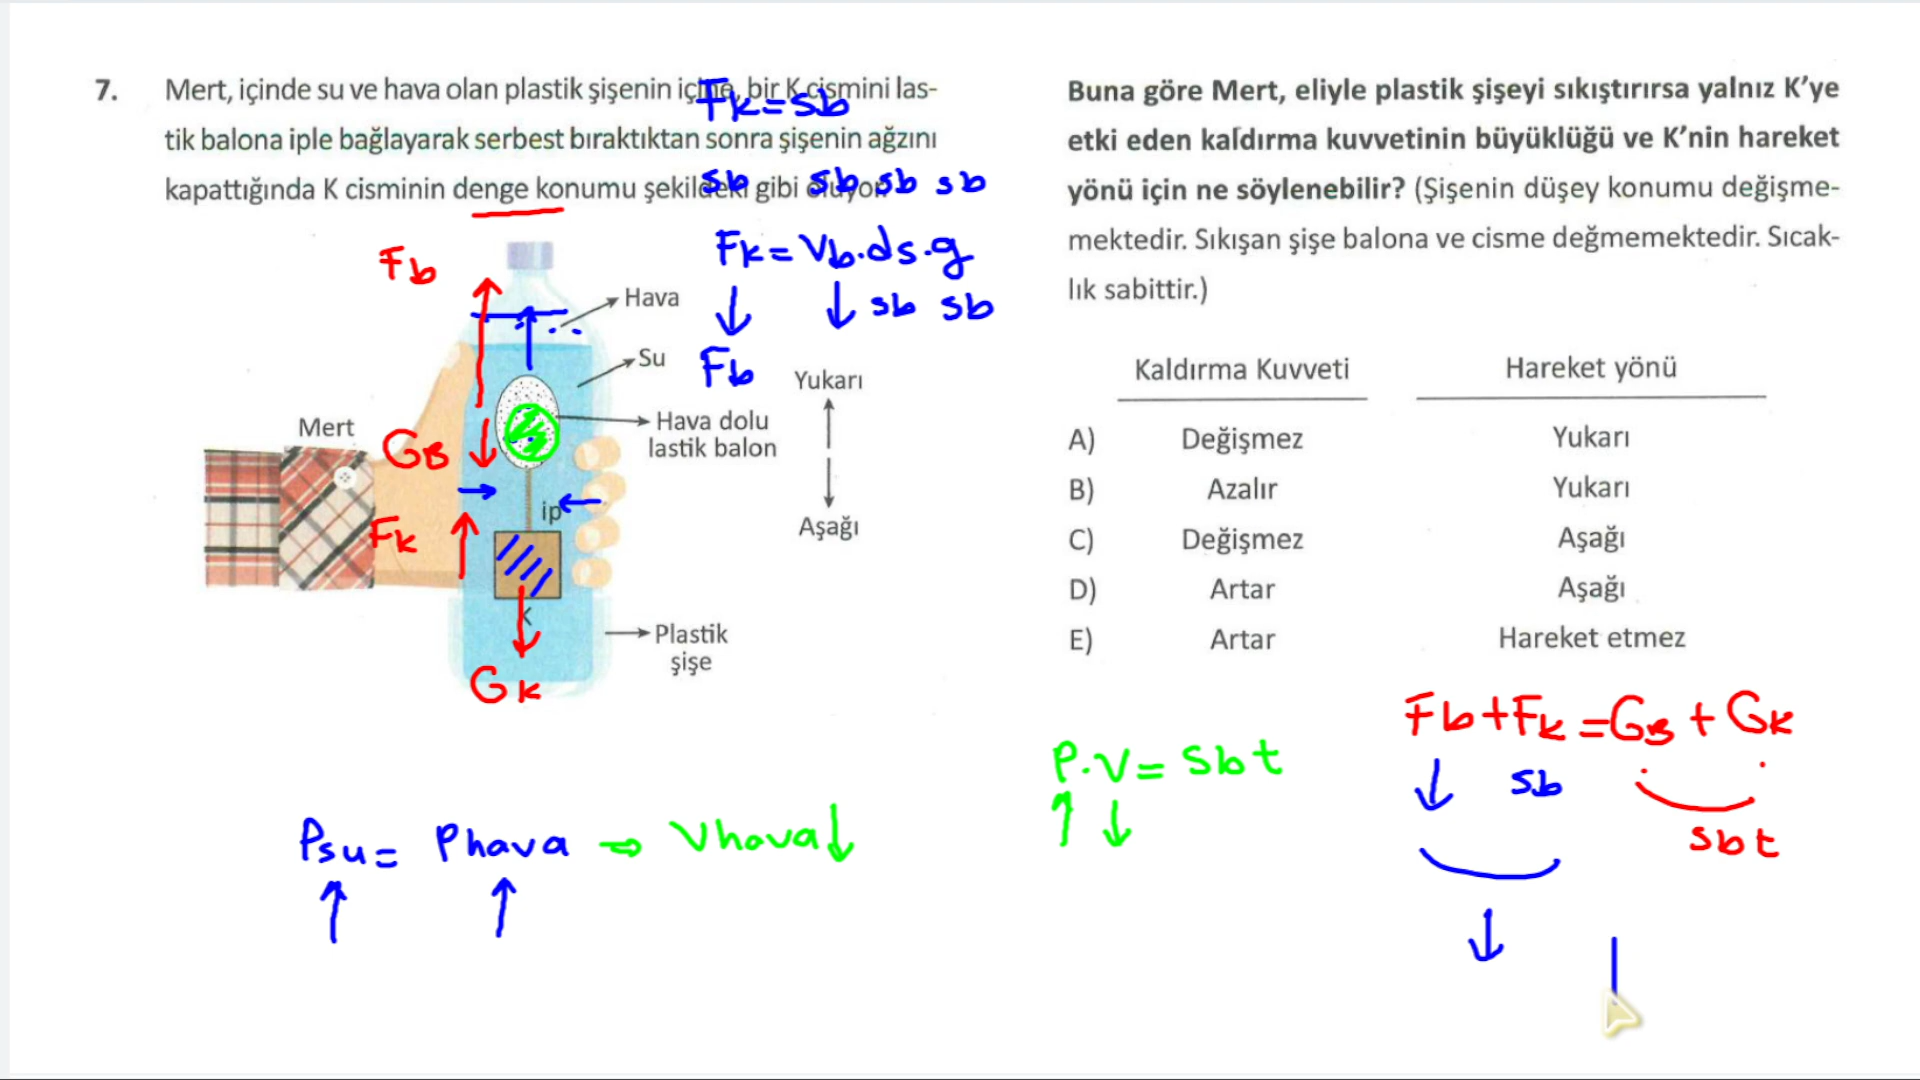 7. Mert, içinde su ve hava olan plastik şişenin içine, bir K cismini las-
tik balona iple bağlayarak serbest bıraktıktan sonra şişenin ağzını
kapattığında K cisminin denge konumu şekildeki gibi oluyor.
Fk = sb
sb sb sb sb
Fk = Vb.ds.g
↓ ↓ sb sb
Fb
Fb
GB
Fk
GK
Hava
Su
Hava dolu
lastik balon
Mert
ip
K
Plastik
şişe
Yukarı
Aşağı
Psu = Phava ⇒ Vhava ↓
↑ ↑
Buna göre Mert, eliyle plastik şişeyi sıkıştırırsa yalnız K'ye
etki eden kaldırma kuvvetinin büyüklüğü ve K'nin hareket
yönü için ne söylenebilir? (Şişenin düşey konumu değişme-
mektedir. Sıkışan şişe balona ve cisme değmemektedir. Sıcak-
lık sabittir.)
Kaldırma Kuvveti Hareket yönü
A) Değişmez Yukarı
B) Azalır Yukarı
C) Değişmez Aşağı
D) Artar Aşağı
E) Artar Hareket etmez
Fb + Fk = GB + GK
↓ sb sbt
↓
P.V = sbt
↑ ↓